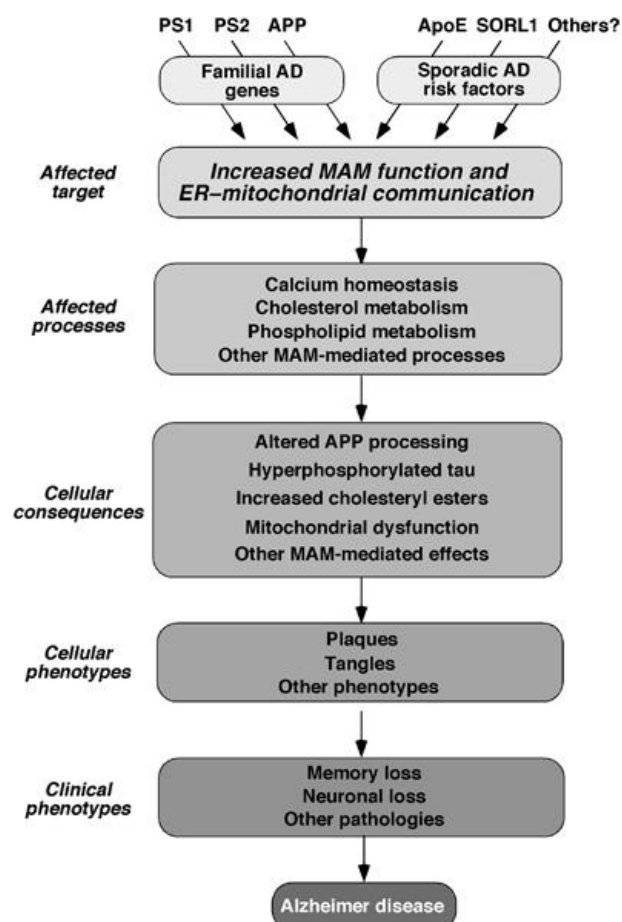 PS1 PS2 APP
ApoE SORL1 Others?
Familial AD
genes
Sporadic AD
risk factors
Affected
target
Increased MAM function and
ER–mitochondrial communication
Affected
processes
Calcium homeostasis
Cholesterol metabolism
Phospholipid metabolism
Other MAM-mediated processes
Cellular
consequences
Altered APP processing
Hyperphosphorylated tau
Increased cholesteryl esters
Mitochondrial dysfunction
Other MAM-mediated effects
Cellular
phenotypes
Plaques
Tangles
Other phenotypes
Clinical
phenotypes
Memory loss
Neuronal loss
Other pathologies
Alzheimer disease